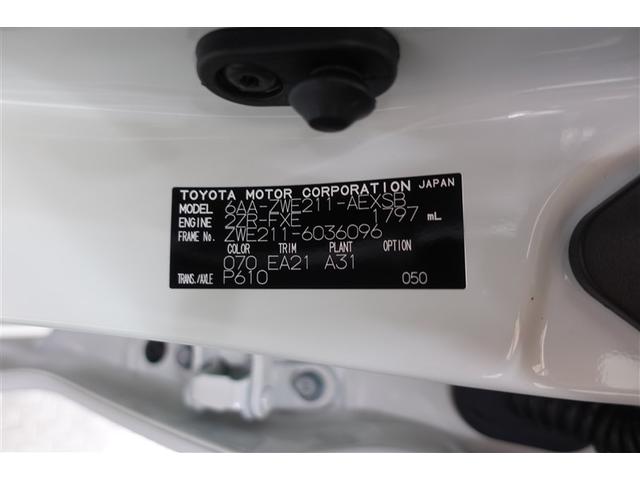 TOYOTA MOTOR CORPORATION JAPAN
MODEL 6AA-ZWE211-AEXSB
ENGINE 2ZR-FXE 1797 mL
FRAME No. ZWE211-6036096
COLOR TRIM PLANT OPTION
070 EA21 A31
TRANS./AXLE P610 050